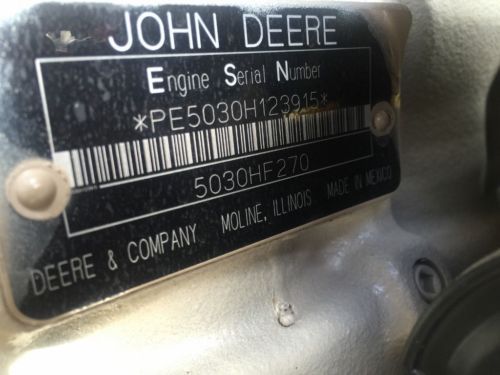 JOHN DEERE
Engine Serial Number
*PE5030H123915*
5030HF270
DEERE & COMPANY MOLINE, ILLINOIS MADE IN MEXICO